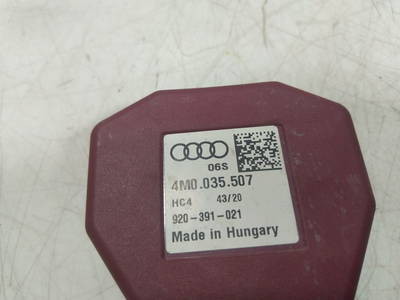 06S
4M0.035.507
HC4 43/20
920-391-021
Made in Hungary